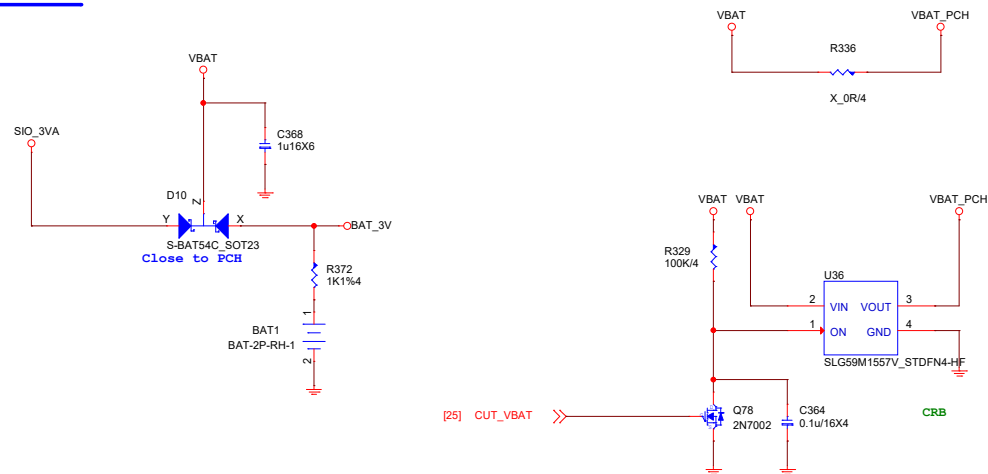 VBAT
VBAT_PCH
R336
X_0R/4
VBAT
SIO_3VA
C368
1u16X6
D10
Z
Y
X
BAT_3V
S-BAT54C_SOT23
Close to PCH
R372
1K1%4
1
BAT1
BAT-2P-RH-1
2
VBAT
VBAT
VBAT_PCH
R329
100K/4
U36
2
VIN
VOUT
3
1
ON
GND
4
SLG59M1557V_STDFN4-HF
[25] CUT_VBAT
Q78
2N7002
C364
0.1u/16X4
CRB